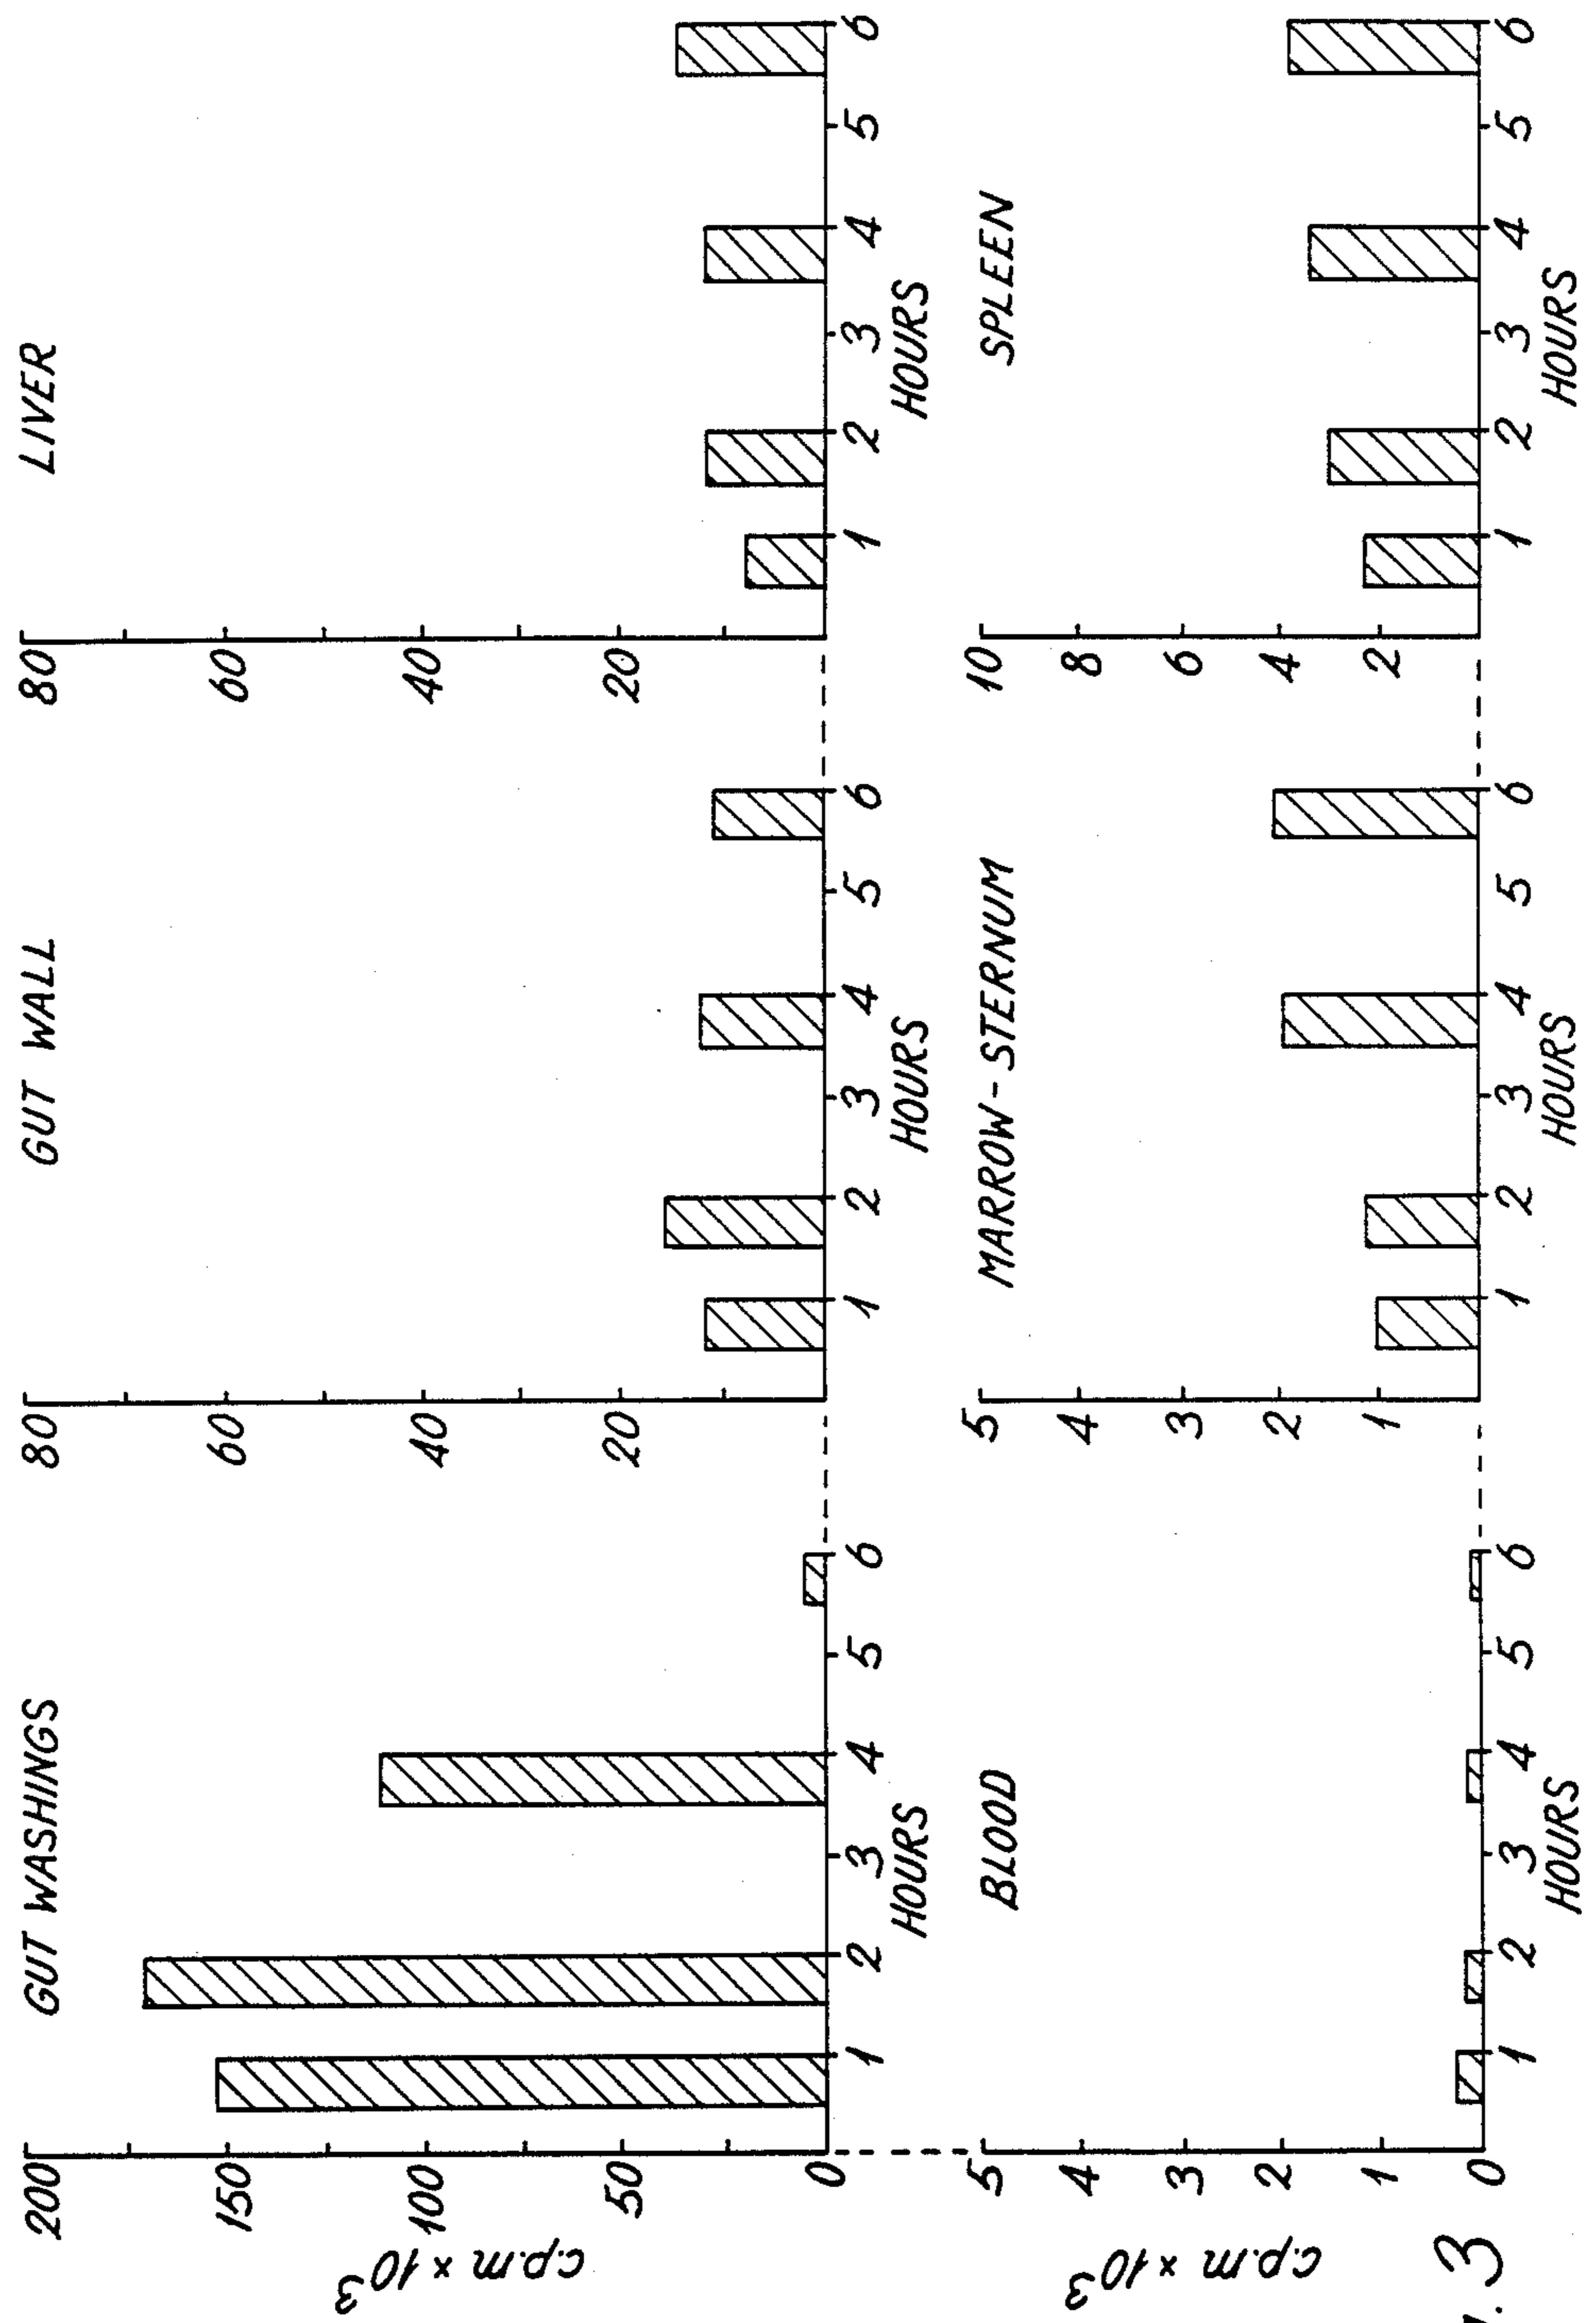 GUT WASHINGS
200
150
100
50
0
c.p.m × 10³
1 2 3 4 5 6
HOURS
GUT WALL
80
60
40
20
1 2 3 4 5 6
HOURS
LIVER
80
60
40
20
1 2 3 4 5 6
HOURS
BLOOD
5
4
3
2
1
0
c.p.m × 10³
1 2 3 4 5 6
HOURS
MARROW-STERNUM
5
4
3
2
1
1 2 3 4 5 6
HOURS
SPLEEN
10
8
6
4
2
1 2 3 4 5 6
HOURS
. 3